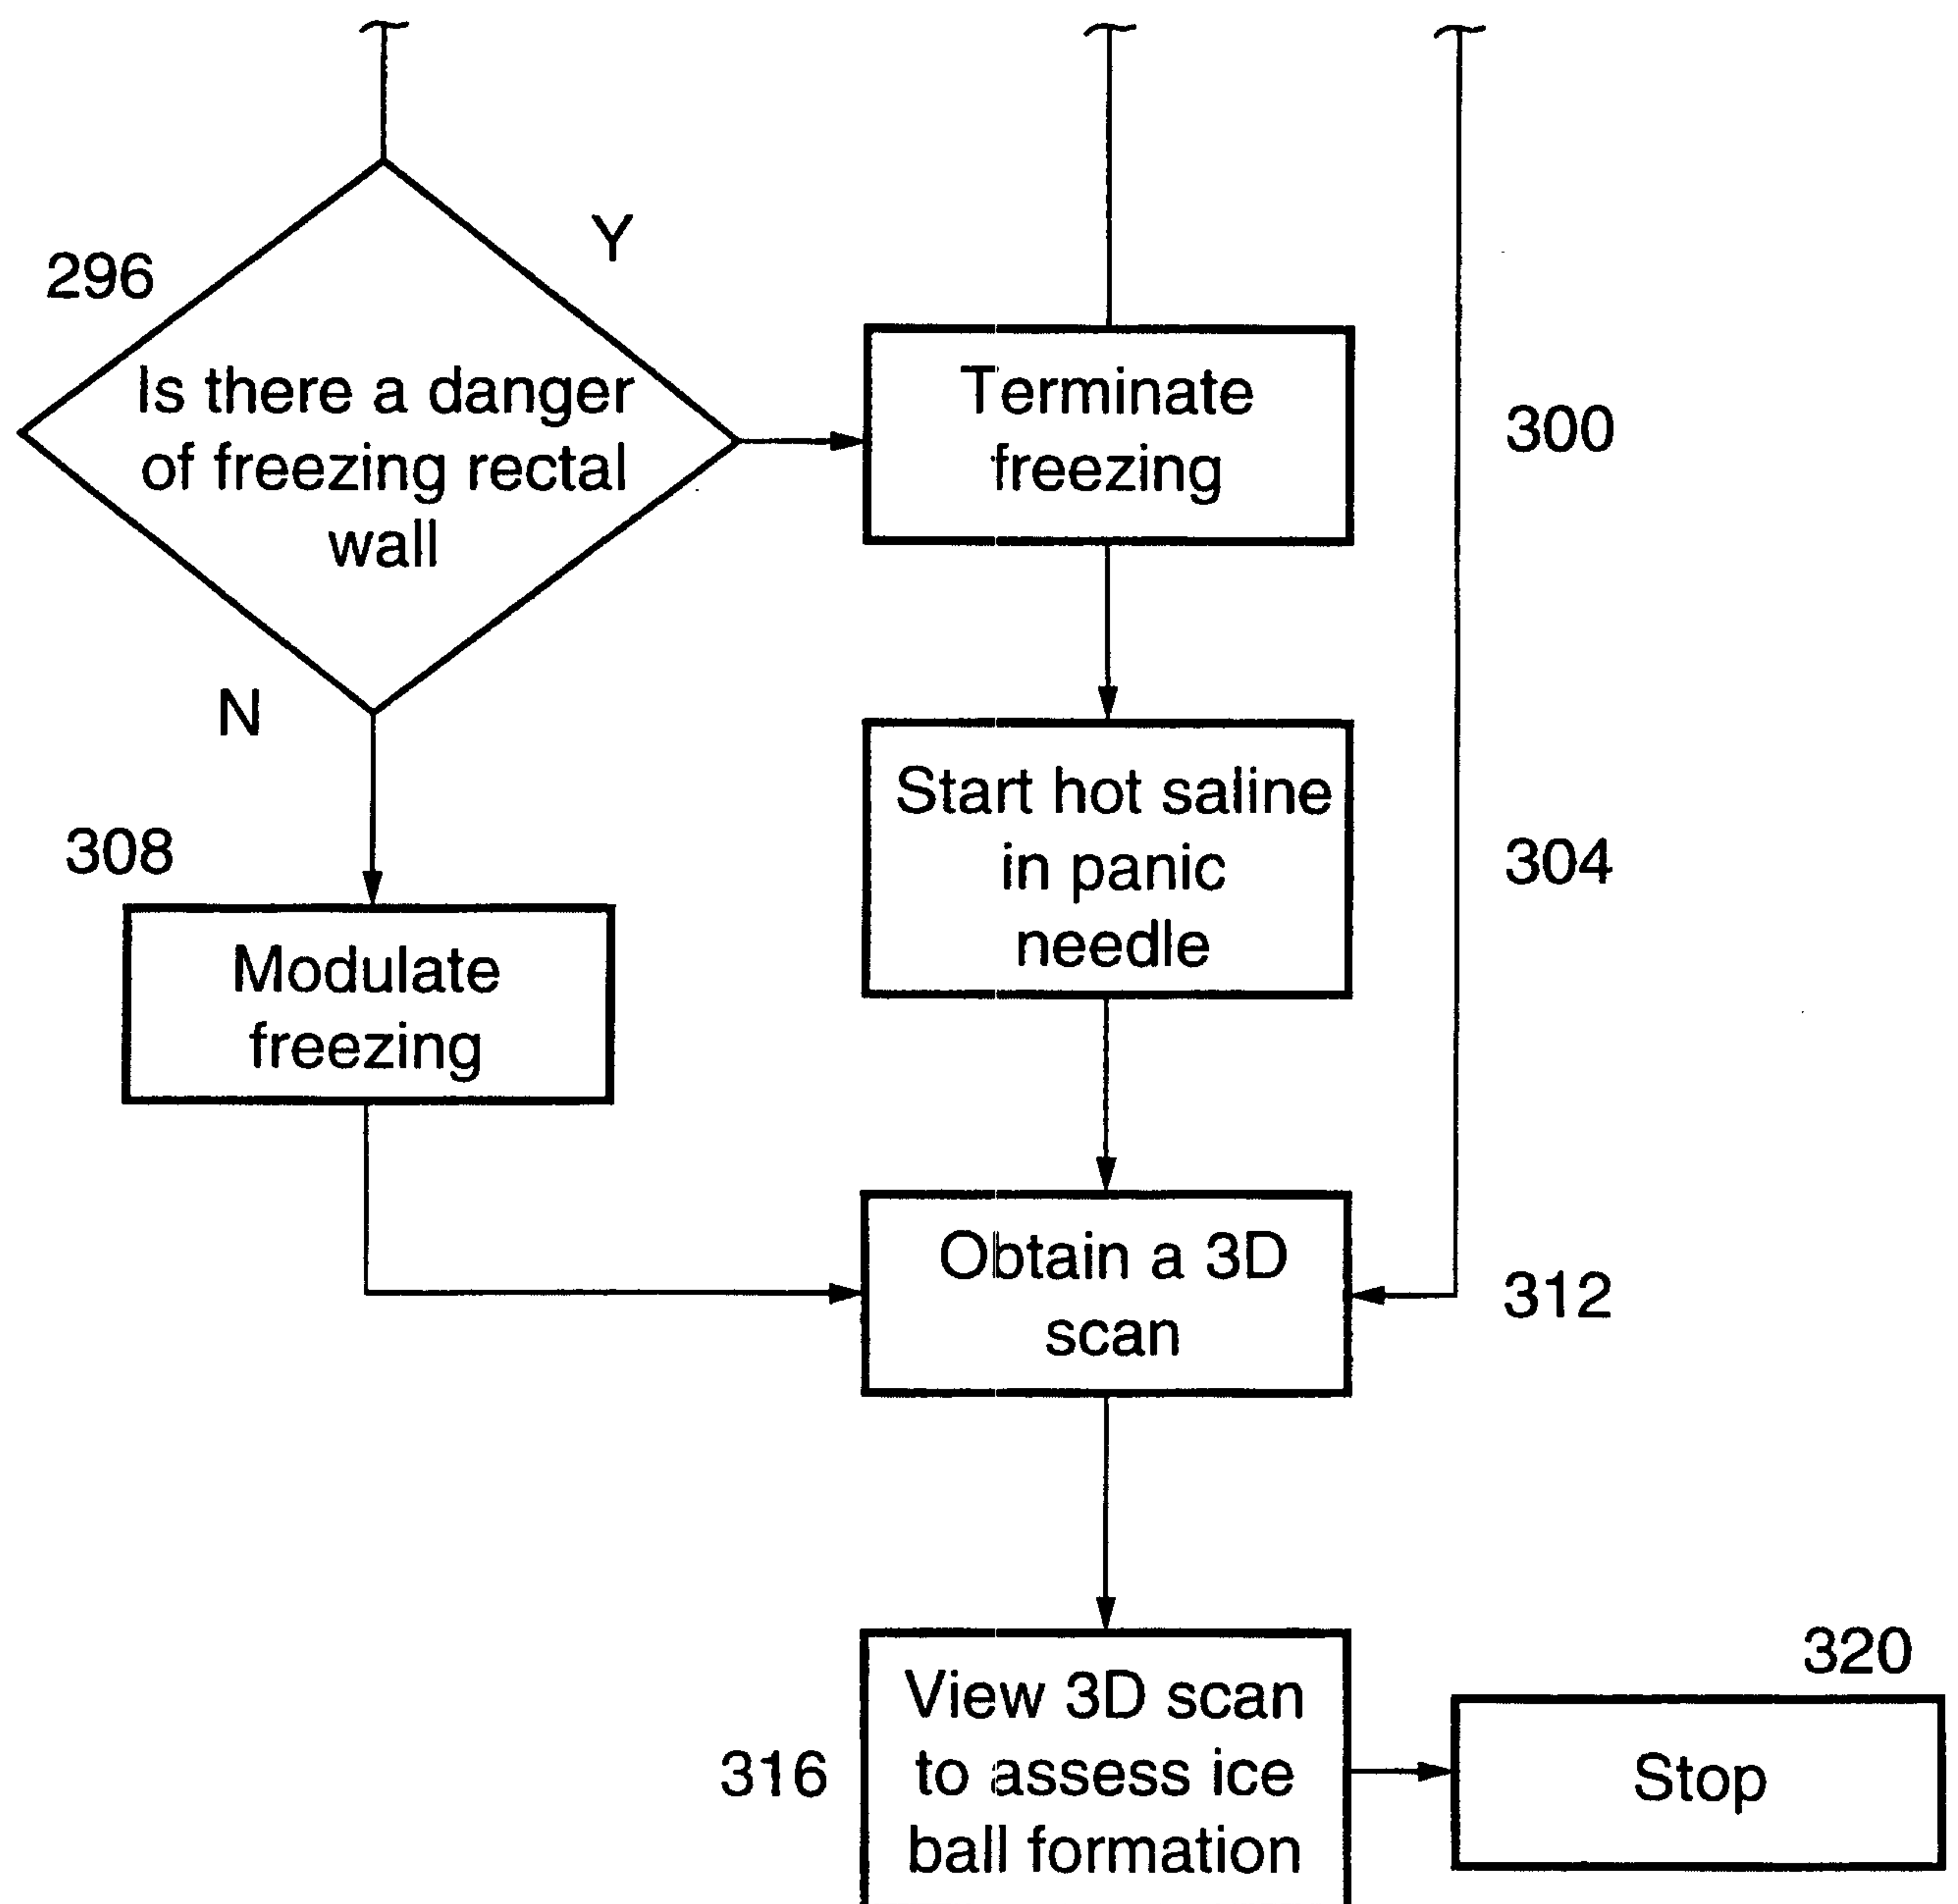 Y
296
Is there a danger
of freezing rectal
wall
N
Terminate
freezing
300
Start hot saline
in panic
needle
304
308
Modulate
freezing
Obtain a 3D
scan
312
316
View 3D scan
to assess ice
ball formation
320
Stop